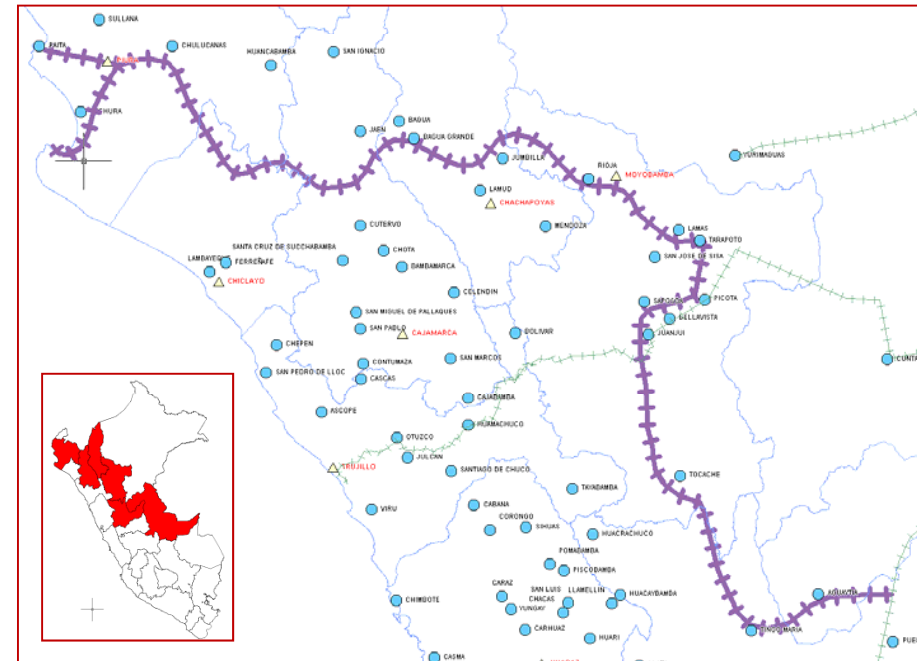 SULLANA
PAITA
CHULUCANAS
HUANCABAMBA
SAN IGNACIO
BAGUA
JAEN
BAGUA GRANDE
JUMBILLA
YURIMAGUAS
RIOJA
MOYOBAMBA
LAMUD
CHACHAPOYAS
CUTERVO
MENDOZA
LAMAS
TARAPOTO
SANTA CRUZ DE SUCCHABAMBA
CHOTA
SAN JOSE DE SISA
FERREÑAFE
BAMBAMARCA
CHICLAYO
CELENDIN
PICOTA
SAN MIGUEL DE PALLAQUES
BELLAVISTA
SAN PABLO
CAJAMARCA
BOLIVAR
JUANJUI
CHEPEN
SAN MARCOS
CONTUMAZA
SAN PEDRO DE LLOC
CASCAS
CAJABAMBA
ASCOPE
HUAMACHUCO
OTUZCO
JULCAN
TRUJILLO
SANTIAGO DE CHUCO
TOCACHE
TAYABAMBA
VIRU
CABANA
CORONGO
SIHUAS
HUACRACHUCO
POMABAMBA
PISCOBAMBA
CARAZ
SAN LUIS
LLAMELLIN
HUACAYBAMBA
AGUAYTIA
CHIMBOTE
YUNGAY
CHACAS
CARHUAZ
HUARI
TINGO MARIA
CASMA